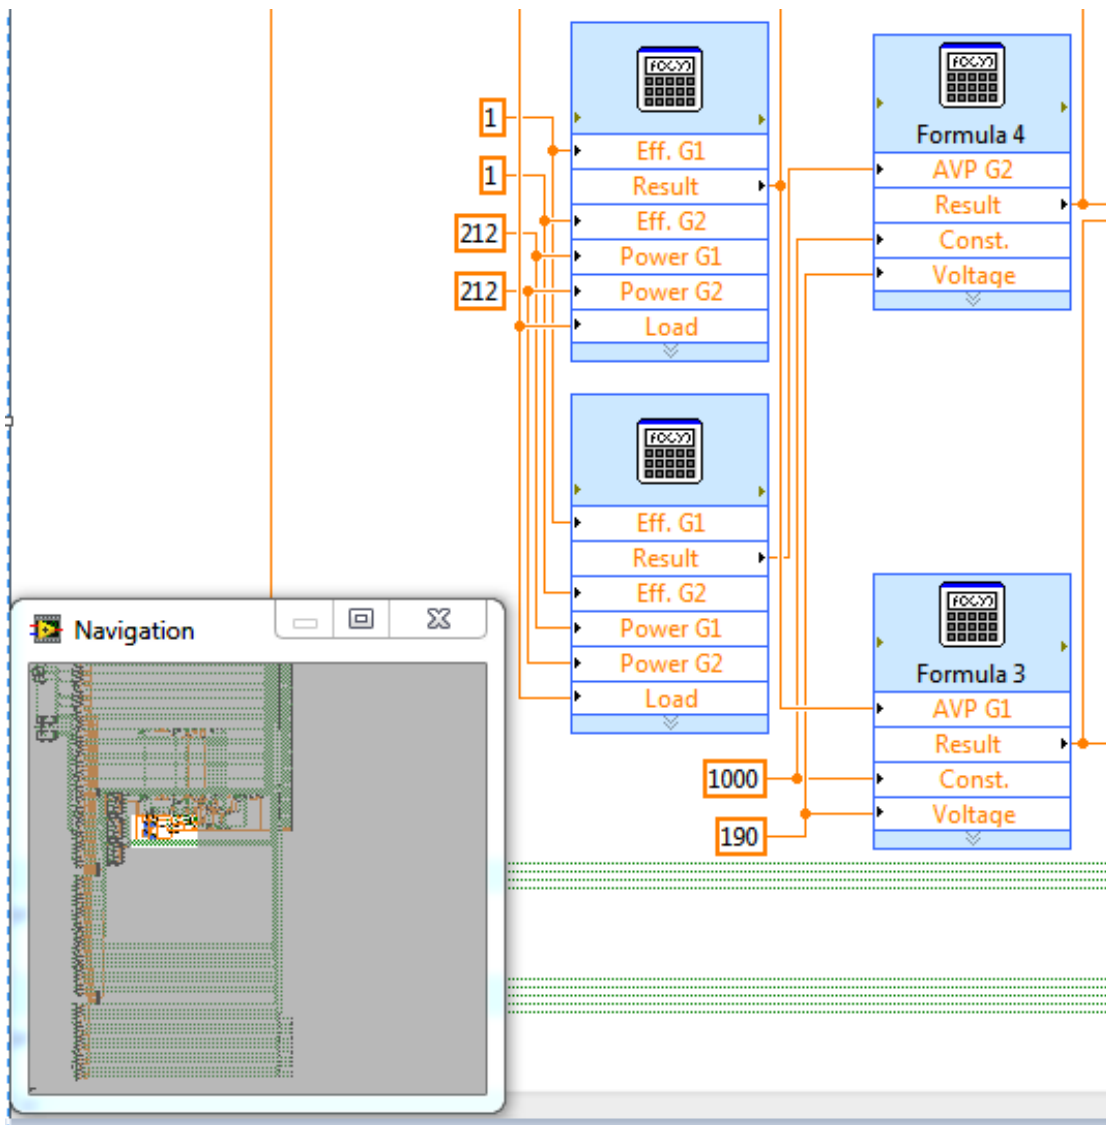 1
1
212
212
f(x,y)
Eff. G1
Result
Eff. G2
Power G1
Power G2
Load
f(x,y)
Formula 4
AVP G2
Result
Const.
Voltage
f(x,y)
Eff. G1
Result
Eff. G2
Power G1
Power G2
Load
Navigation
f(x,y)
Formula 3
AVP G1
Result
Const.
Voltage
1000
190